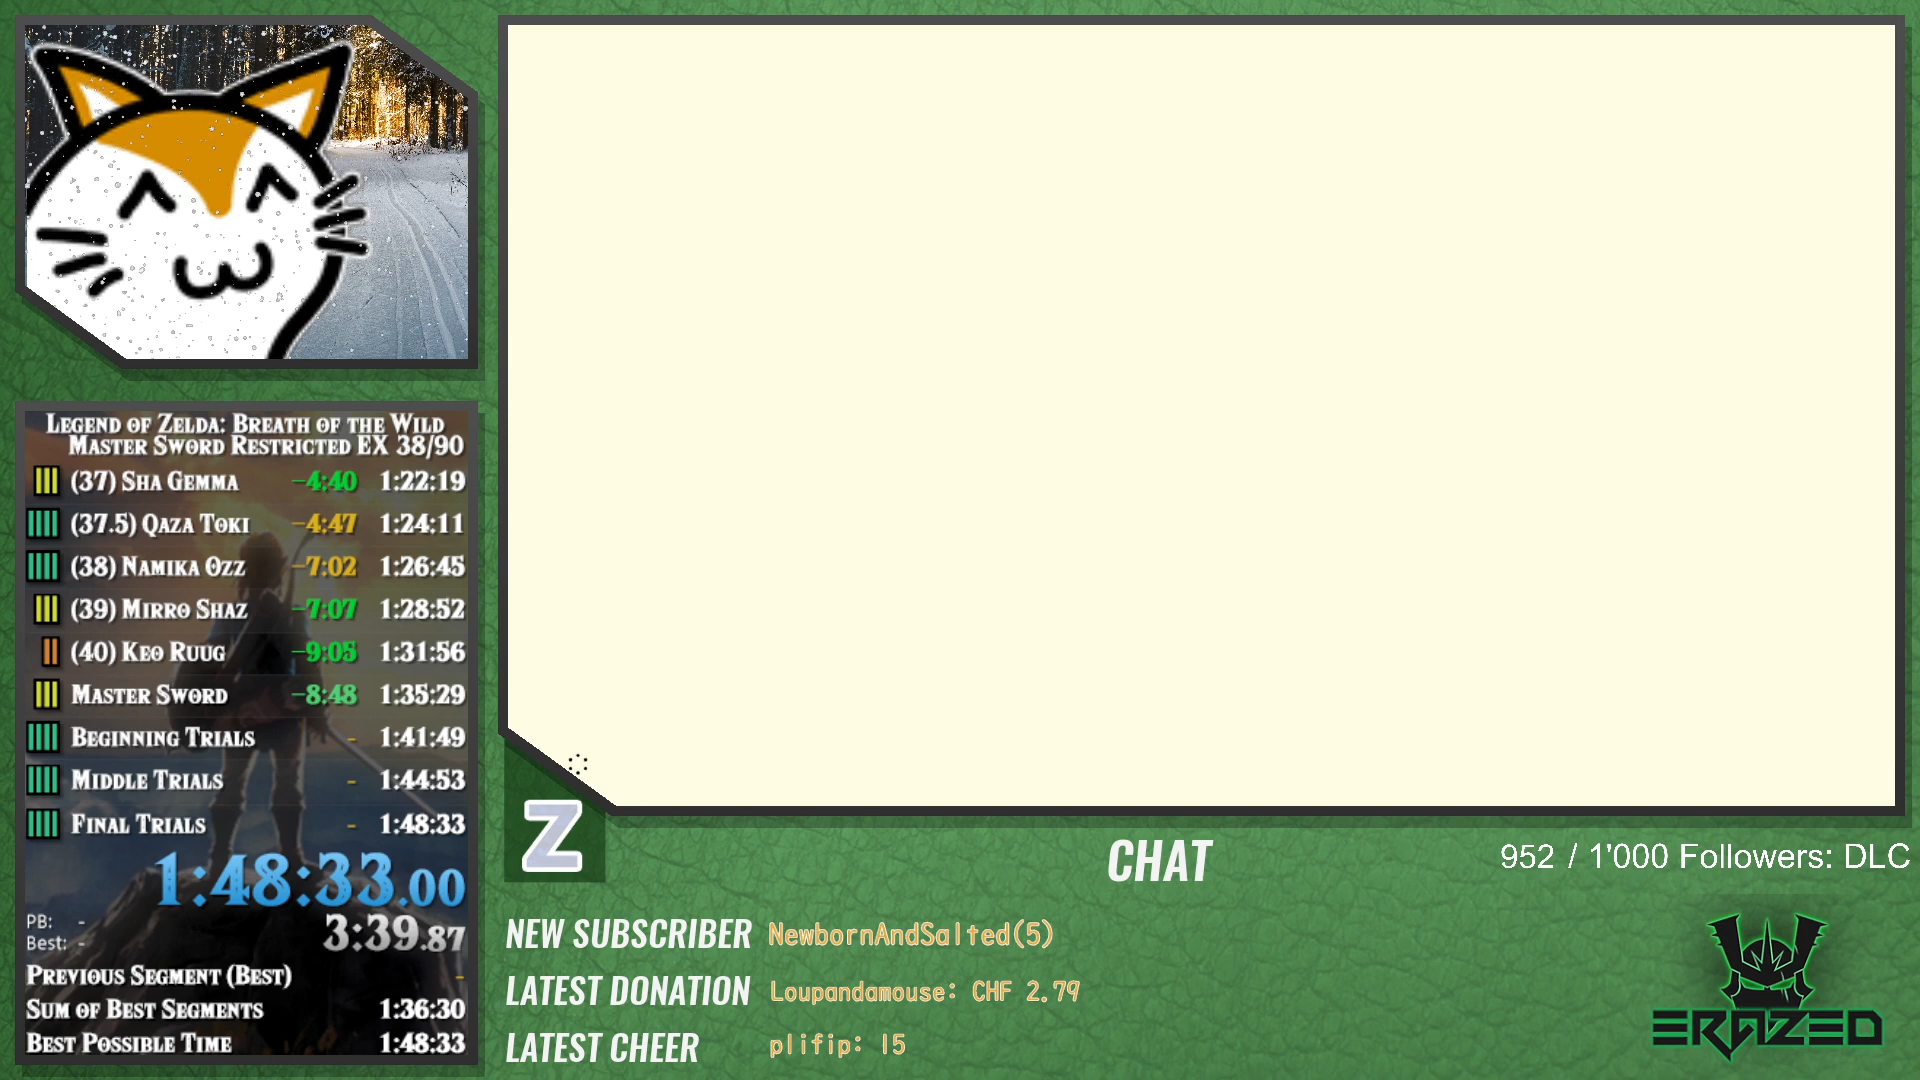 LEGEND OF ZELDA: BREATH OF THE WILD
MASTER SWORD RESTRICTED EX 38/90
(37) SHA GEMMA -4:40 1:22:19
(37.5) QAZA TOKI -4:47 1:24:11
(38) NAMIKA OZZ -7:02 1:26:45
(39) MIRRO SHAZ -7:07 1:28:52
(40) KEO RUUG -9:05 1:31:56
MASTER SWORD -8:48 1:35:29
BEGINNING TRIALS - 1:41:49
MIDDLE TRIALS - 1:44:53
FINAL TRIALS - 1:48:33
1:48:33.00
PB: -
Best: -
3:39.87
PREVIOUS SEGMENT (BEST) -
SUM OF BEST SEGMENTS 1:36:30
BEST POSSIBLE TIME 1:48:33
Z
CHAT
952 / 1'000 Followers: DLC
NEW SUBSCRIBER NewbornAndSalted(5)
LATEST DONATION Loupandamouse: CHF 2.79
LATEST CHEER plifip: 15
ERAZED